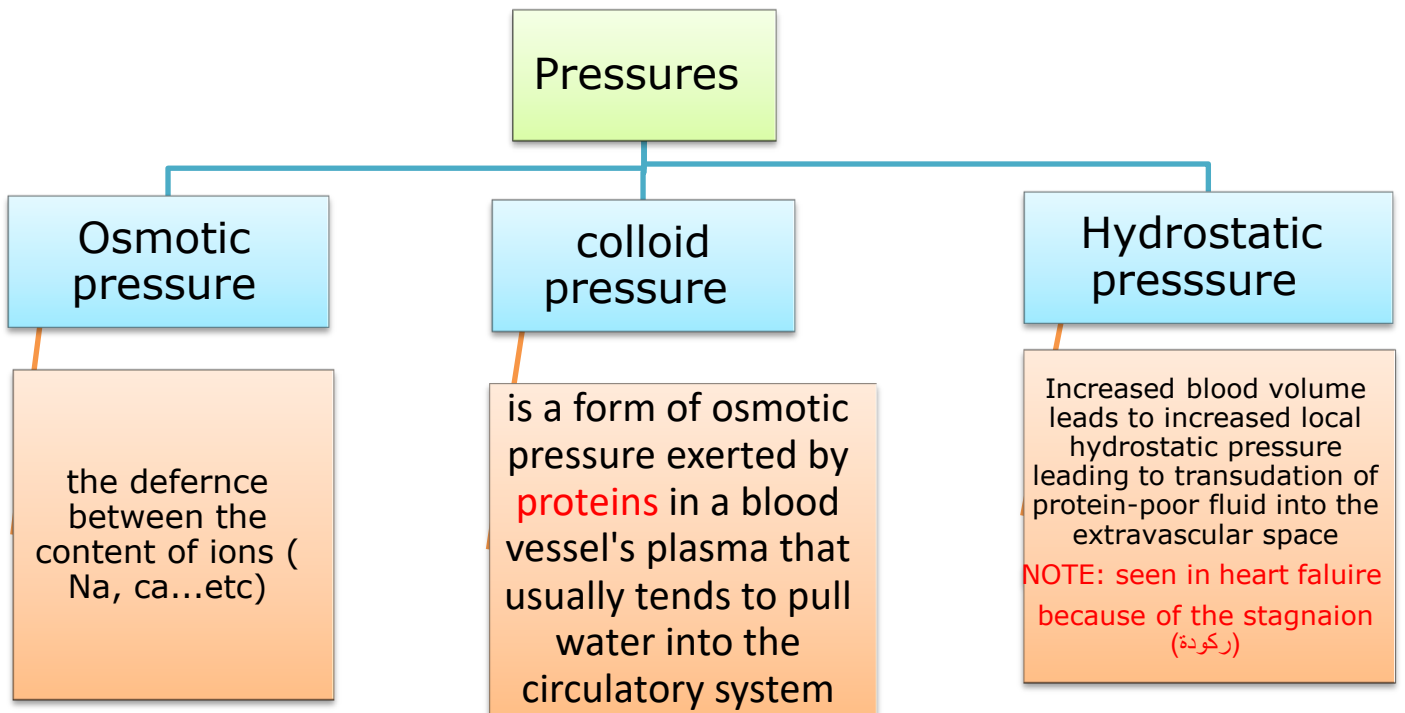 Pressures
Osmotic
pressure
the defernce
between the
content of ions (
Na, ca...etc)
colloid
pressure
is a form of osmotic
pressure exerted by
proteins in a blood
vessel's plasma that
usually tends to pull
water into the
circulatory system
Hydrostatic
presssure
Increased blood volume
leads to increased local
hydrostatic pressure
leading to transudation of
protein-poor fluid into the
extravascular space
NOTE: seen in heart faluire
because of the stagnaion
(ركودة)